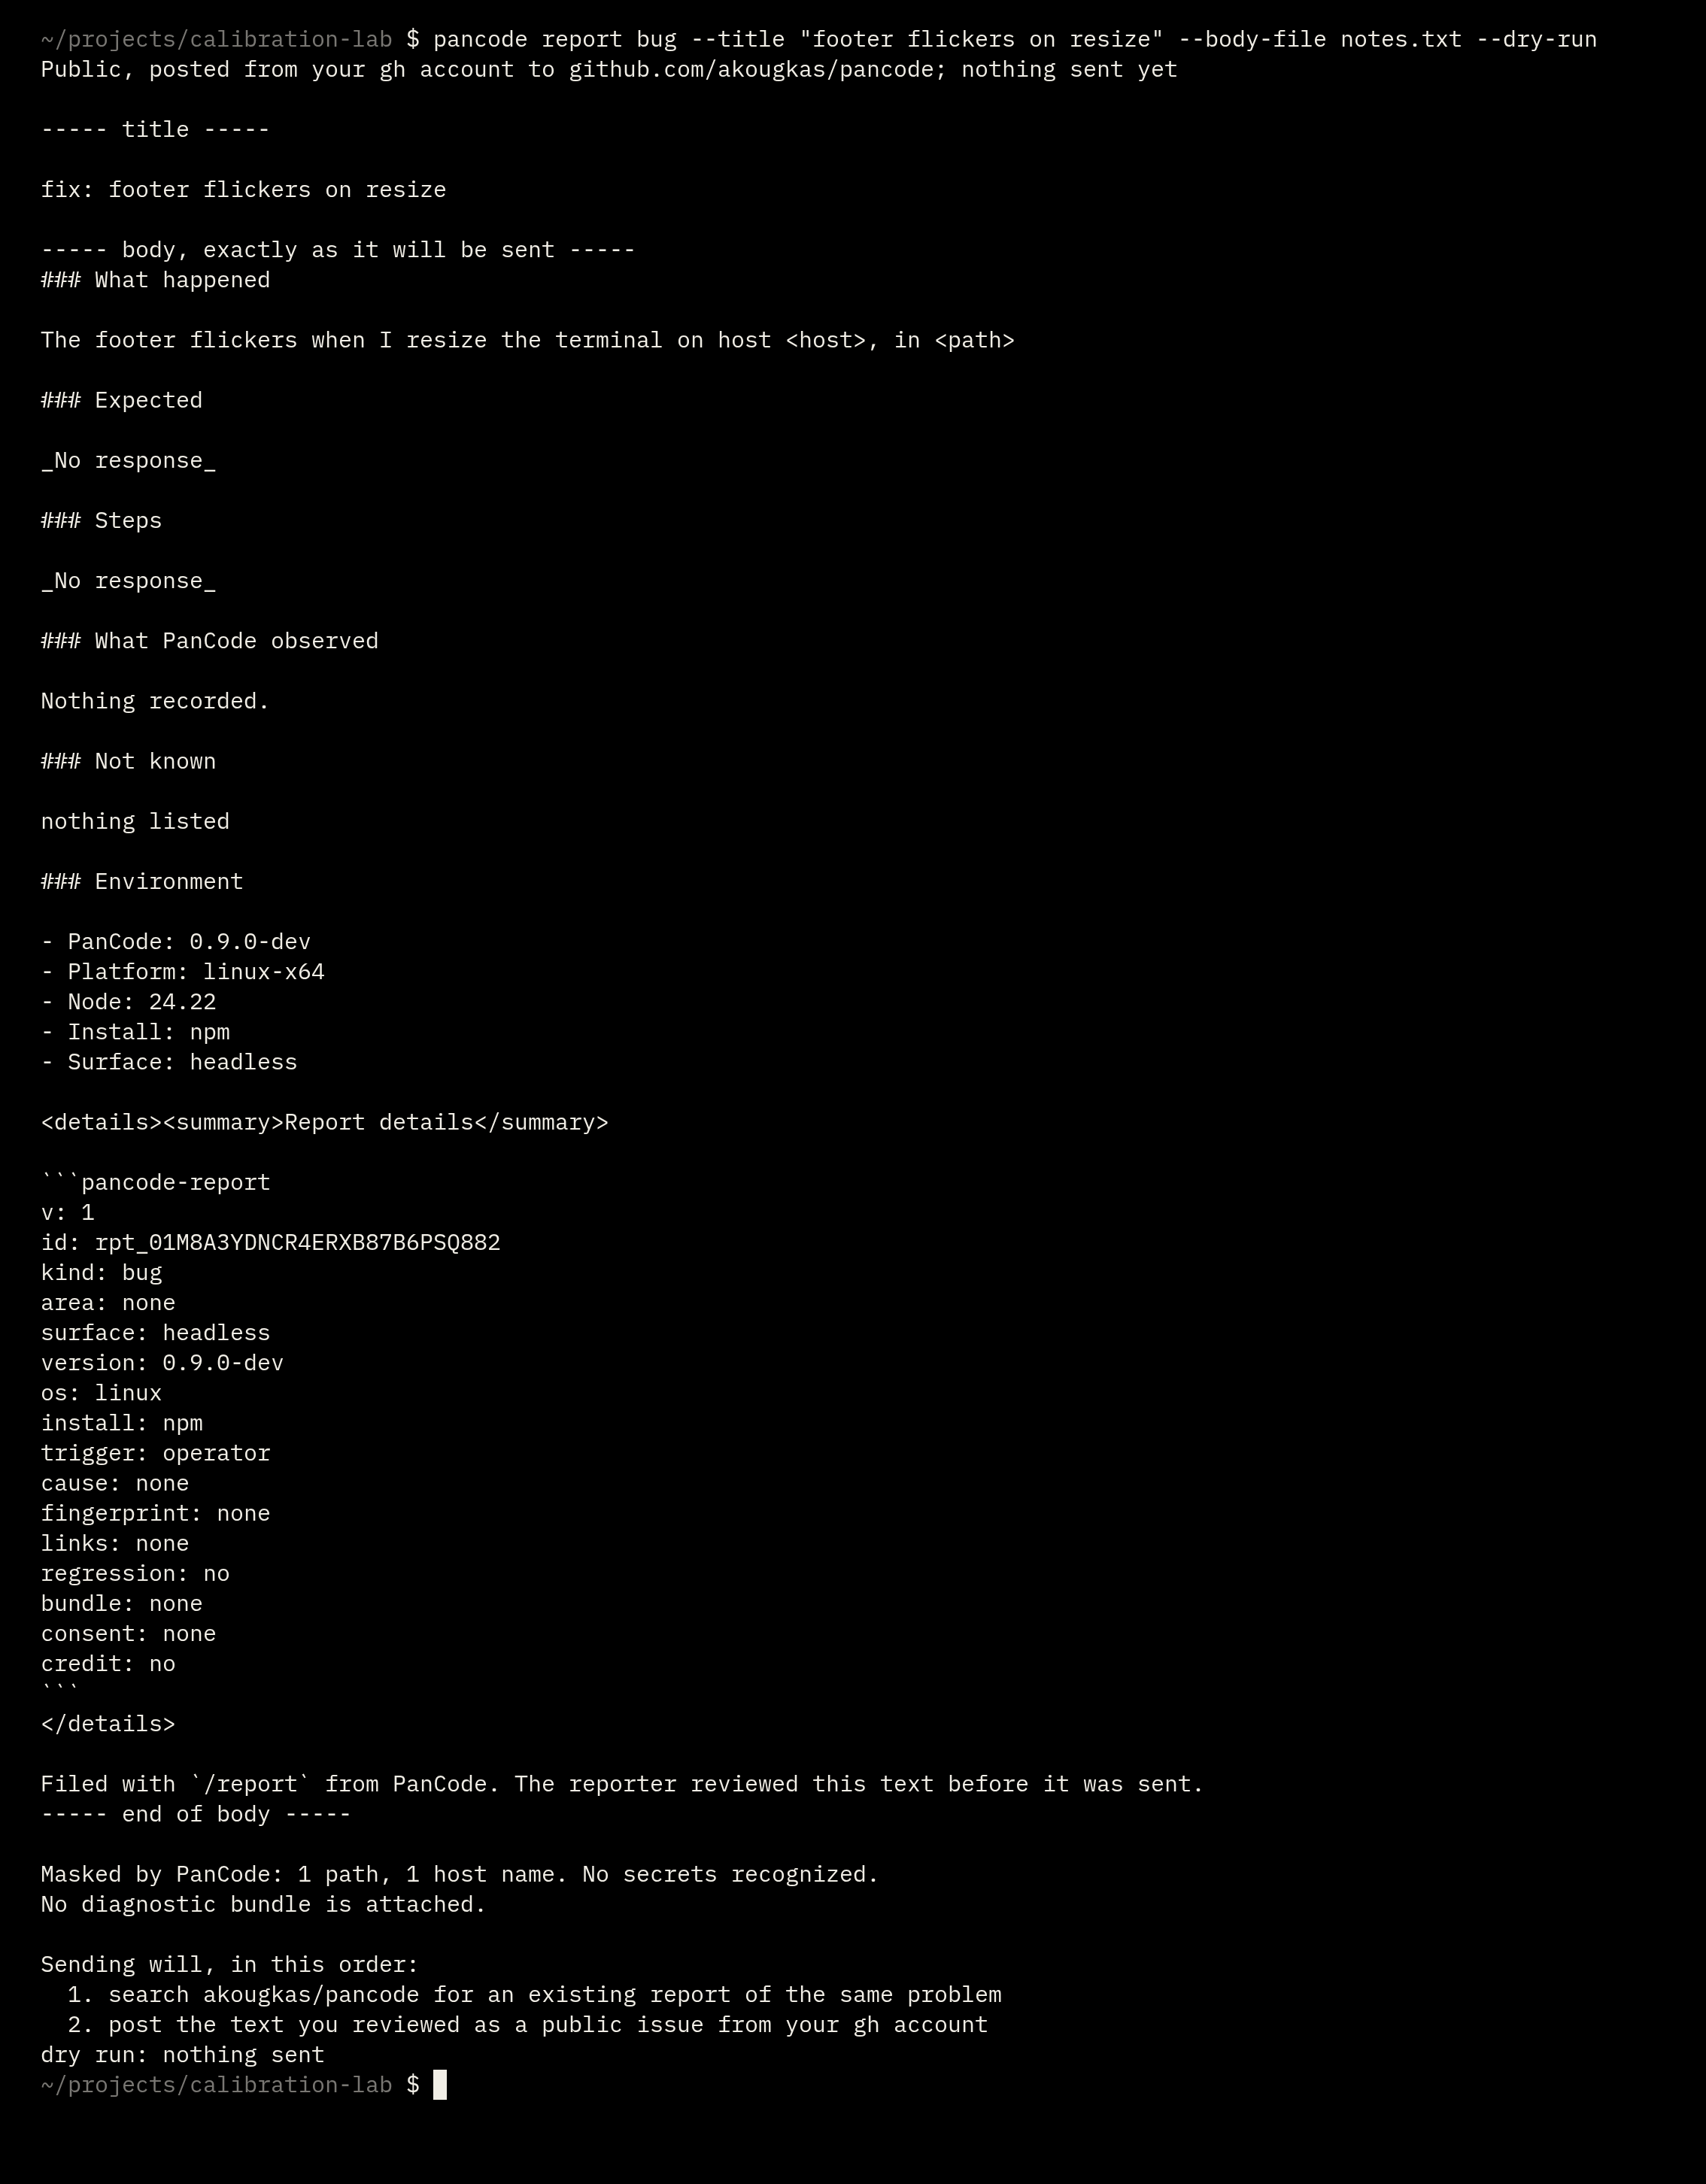 ~/projects/calibration-lab $ pancode report bug --title "footer flickers on resize" --body-file notes.txt --dry-run
Public, posted from your gh account to github.com/akougkas/pancode; nothing sent yet

----- title -----

fix: footer flickers on resize

----- body, exactly as it will be sent -----
### What happened

The footer flickers when I resize the terminal on host <host>, in <path>

### Expected

_No response_

### Steps

_No response_

### What PanCode observed

Nothing recorded.

### Not known

nothing listed

### Environment

- PanCode: 0.9.0-dev
- Platform: linux-x64
- Node: 24.22
- Install: npm
- Surface: headless

<details><summary>Report details</summary>

```pancode-report
v: 1
id: rpt_01M8A3YDNCR4ERXB87B6PSQ882
kind: bug
area: none
surface: headless
version: 0.9.0-dev
os: linux
install: npm
trigger: operator
cause: none
fingerprint: none
links: none
regression: no
bundle: none
consent: none
credit: no
```
</details>

Filed with `/report` from PanCode. The reporter reviewed this text before it was sent.
----- end of body -----

Masked by PanCode: 1 path, 1 host name. No secrets recognized.
No diagnostic bundle is attached.

Sending will, in this order:
  1. search akougkas/pancode for an existing report of the same problem
  2. post the text you reviewed as a public issue from your gh account
dry run: nothing sent
~/projects/calibration-lab $